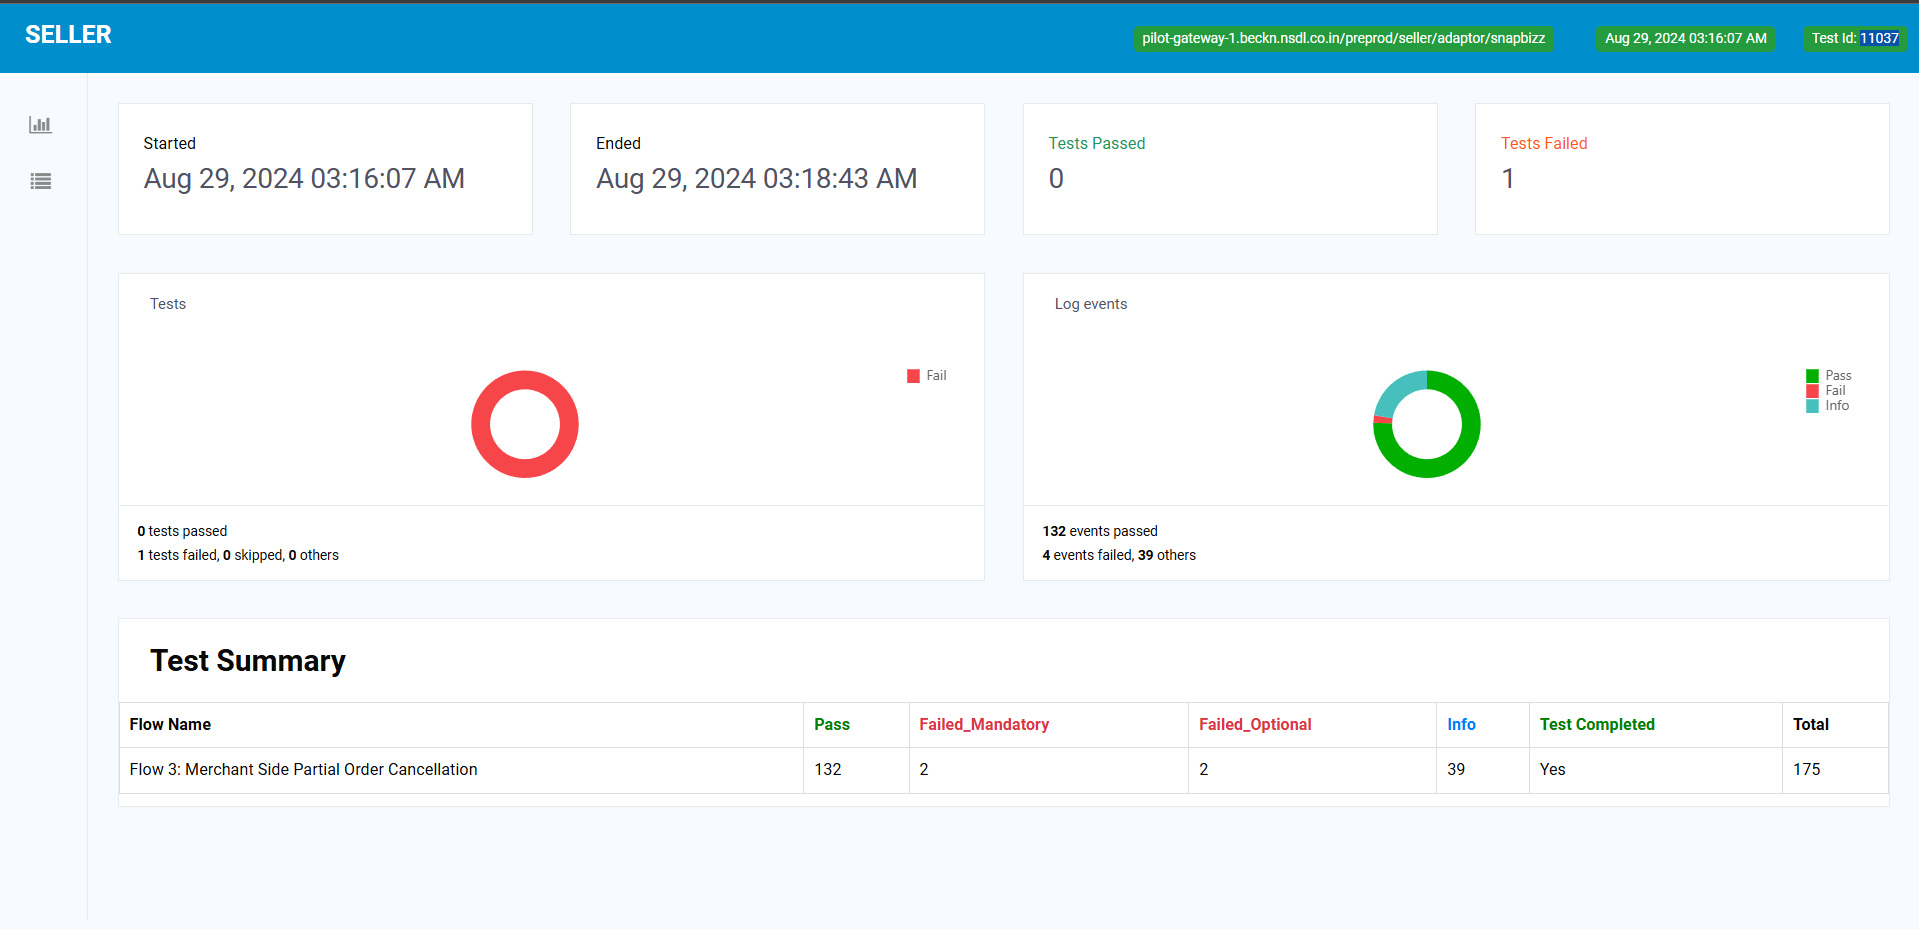 SELLER
pilot-gateway-1.beckn.nsdl.co.in/preprod/seller/adaptor/snapbizz
Aug 29, 2024 03:16:07 AM
Test Id: 11037
Started
Aug 29, 2024 03:16:07 AM
Ended
Aug 29, 2024 03:18:43 AM
Tests Passed
0
Tests Failed
1
Tests
Fail
0 tests passed
1 tests failed, 0 skipped, 0 others
Log events
Pass
Fail
Info
132 events passed
4 events failed, 39 others
Test Summary
Flow Name Pass Failed_Mandatory Failed_Optional Info Test Completed Total
Flow 3: Merchant Side Partial Order Cancellation 132 2 2 39 Yes 175